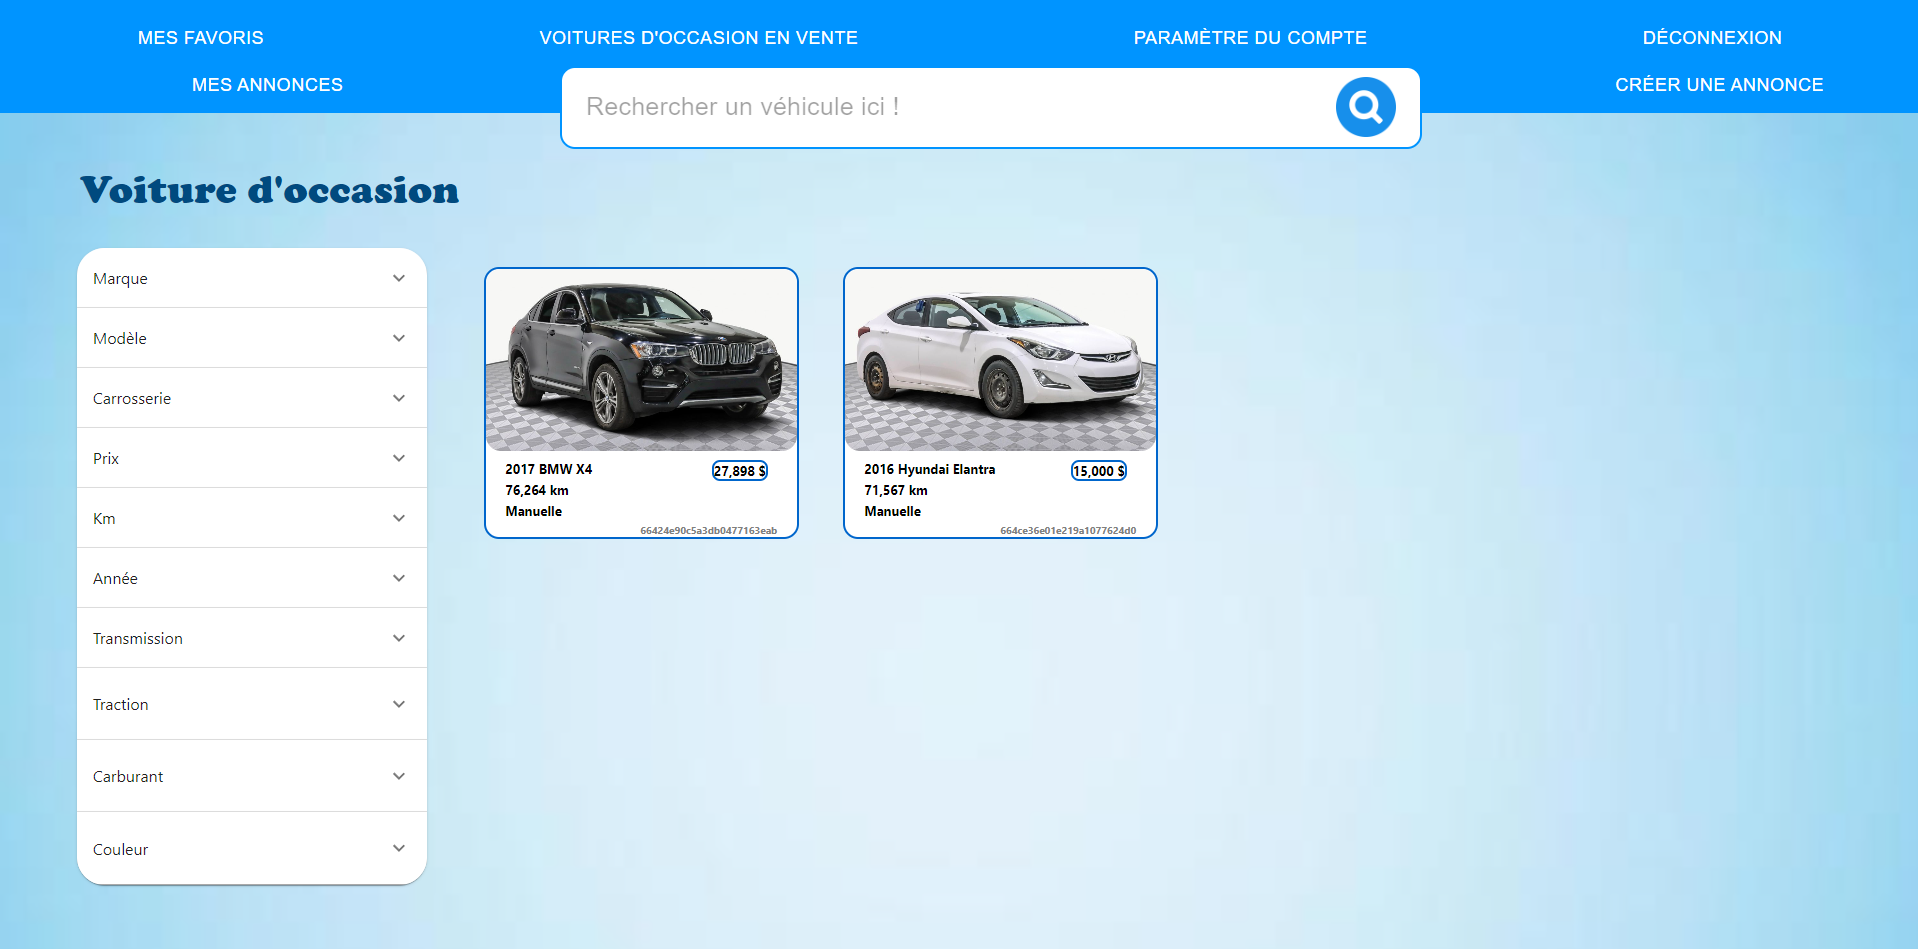 MES FAVORIS
VOITURES D'OCCASION EN VENTE
PARAMÈTRE DU COMPTE
DÉCONNEXION
MES ANNONCES
Rechercher un véhicule ici !
CRÉER UNE ANNONCE
Voiture d'occasion
Marque
Modèle
Carrosserie
Prix
Km
Année
Transmission
Traction
Carburant
Couleur
2017 BMW X4
27,898 $
76,264 km
Manuelle
66424e90c5a3db0477163eab
2016 Hyundai Elantra
15,000 $
71,567 km
Manuelle
664ce36e01e219a1077624d0